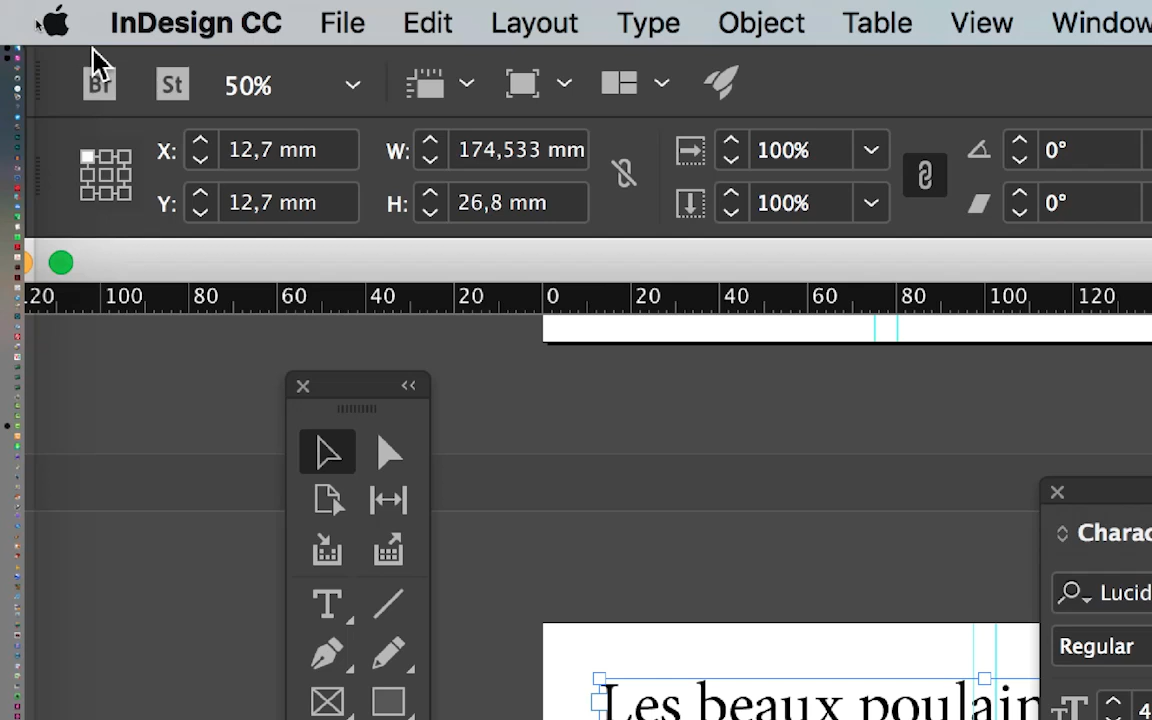 InDesign CC File Edit Layout Type Object Table View Window
Br St 50%
X: 12,7 mm W: 174,533 mm 100% 0°
Y: 12,7 mm H: 26,8 mm 100% 0°
120 100 80 60 40 20 0 20 40 60 80 100 120
Charac
Lucid
Regular
Les beaux poulain
T
4